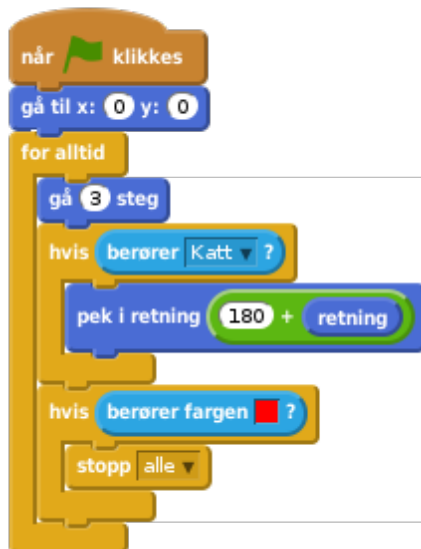 når klikkes
gå til x: 0 y: 0
for alltid
gå 3 steg
hvis berører Katt ?
pek i retning 180 + retning
hvis berører fargen ?
stopp alle